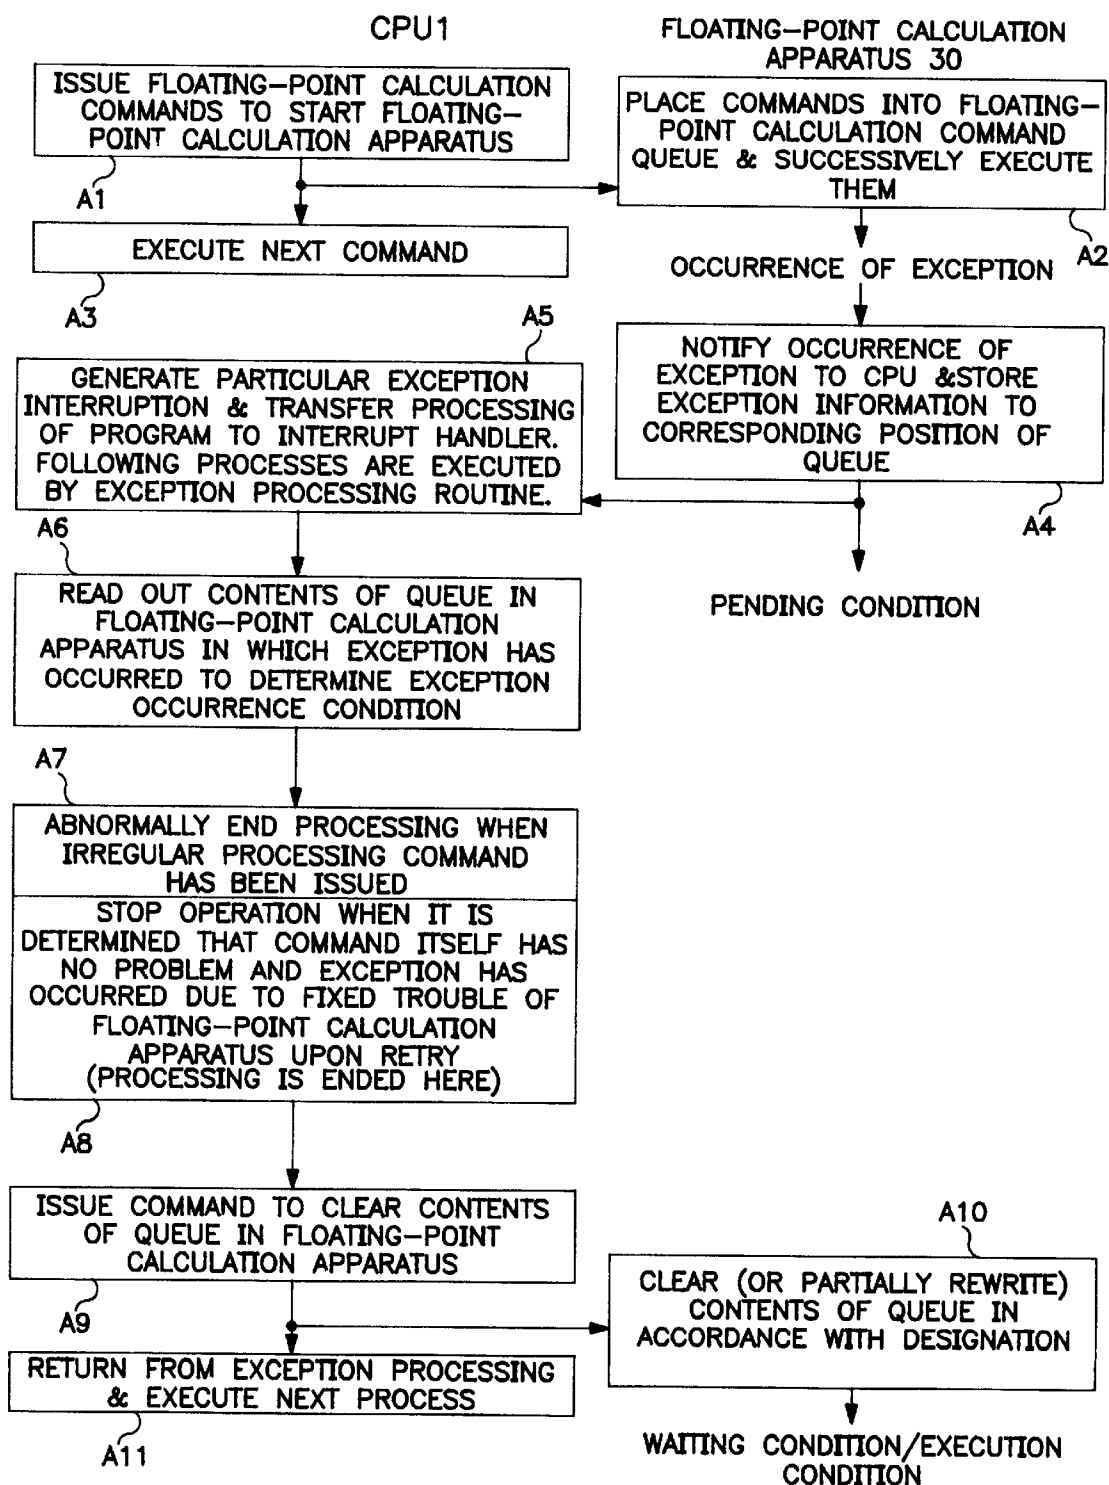 CPU1
FLOATING-POINT CALCULATION
APPARATUS 30
ISSUE FLOATING-POINT CALCULATION
COMMANDS TO START FLOATING-
POINT CALCULATION APPARATUS
A1
PLACE COMMANDS INTO FLOATING-
POINT CALCULATION COMMAND
QUEUE & SUCCESSIVELY EXECUTE
THEM
A2
EXECUTE NEXT COMMAND
A3
OCCURRENCE OF EXCEPTION
NOTIFY OCCURRENCE OF
EXCEPTION TO CPU &STORE
EXCEPTION INFORMATION TO
CORRESPONDING POSITION OF
QUEUE
A4
A5
GENERATE PARTICULAR EXCEPTION
INTERRUPTION & TRANSFER PROCESSING
OF PROGRAM TO INTERRUPT HANDLER.
FOLLOWING PROCESSES ARE EXECUTED
BY EXCEPTION PROCESSING ROUTINE.
PENDING CONDITION
A6
READ OUT CONTENTS OF QUEUE IN
FLOATING-POINT CALCULATION
APPARATUS IN WHICH EXCEPTION HAS
OCCURRED TO DETERMINE EXCEPTION
OCCURRENCE CONDITION
A7
ABNORMALLY END PROCESSING WHEN
IRREGULAR PROCESSING COMMAND
HAS BEEN ISSUED
STOP OPERATION WHEN IT IS
DETERMINED THAT COMMAND ITSELF HAS
NO PROBLEM AND EXCEPTION HAS
OCCURRED DUE TO FIXED TROUBLE OF
FLOATING-POINT CALCULATION
APPARATUS UPON RETRY
(PROCESSING IS ENDED HERE)
A8
ISSUE COMMAND TO CLEAR CONTENTS
OF QUEUE IN FLOATING-POINT
CALCULATION APPARATUS
A9
A10
CLEAR (OR PARTIALLY REWRITE)
CONTENTS OF QUEUE IN
ACCORDANCE WITH DESIGNATION
RETURN FROM EXCEPTION PROCESSING
& EXECUTE NEXT PROCESS
A11
WAITING CONDITION/EXECUTION
CONDITION